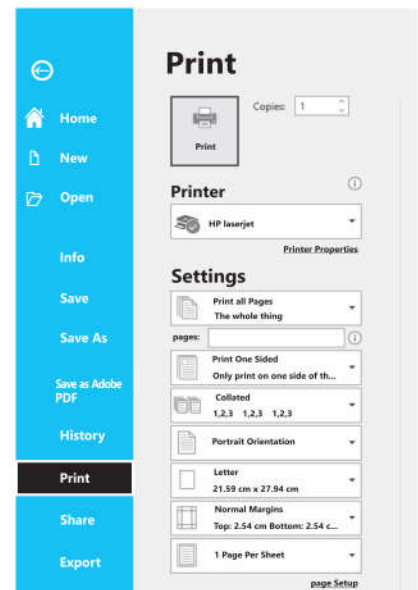 Home
New
Open
Info
Save
Save As
Save as Adobe
PDF
History
Print
Share
Export
Print
Print
Copies: 1
Printer
HP laserjet
Printer Properties
Settings
Print all Pages
The whole thing
pages:
Print One Sided
Only print on one side of th...
Collated
1,2,3 1,2,3 1,2,3
Portrait Orientation
Letter
21.59 cm x 27.94 cm
Normal Margins
Top: 2.54 cm Bottom: 2.54 c...
1 Page Per Sheet
page Setup